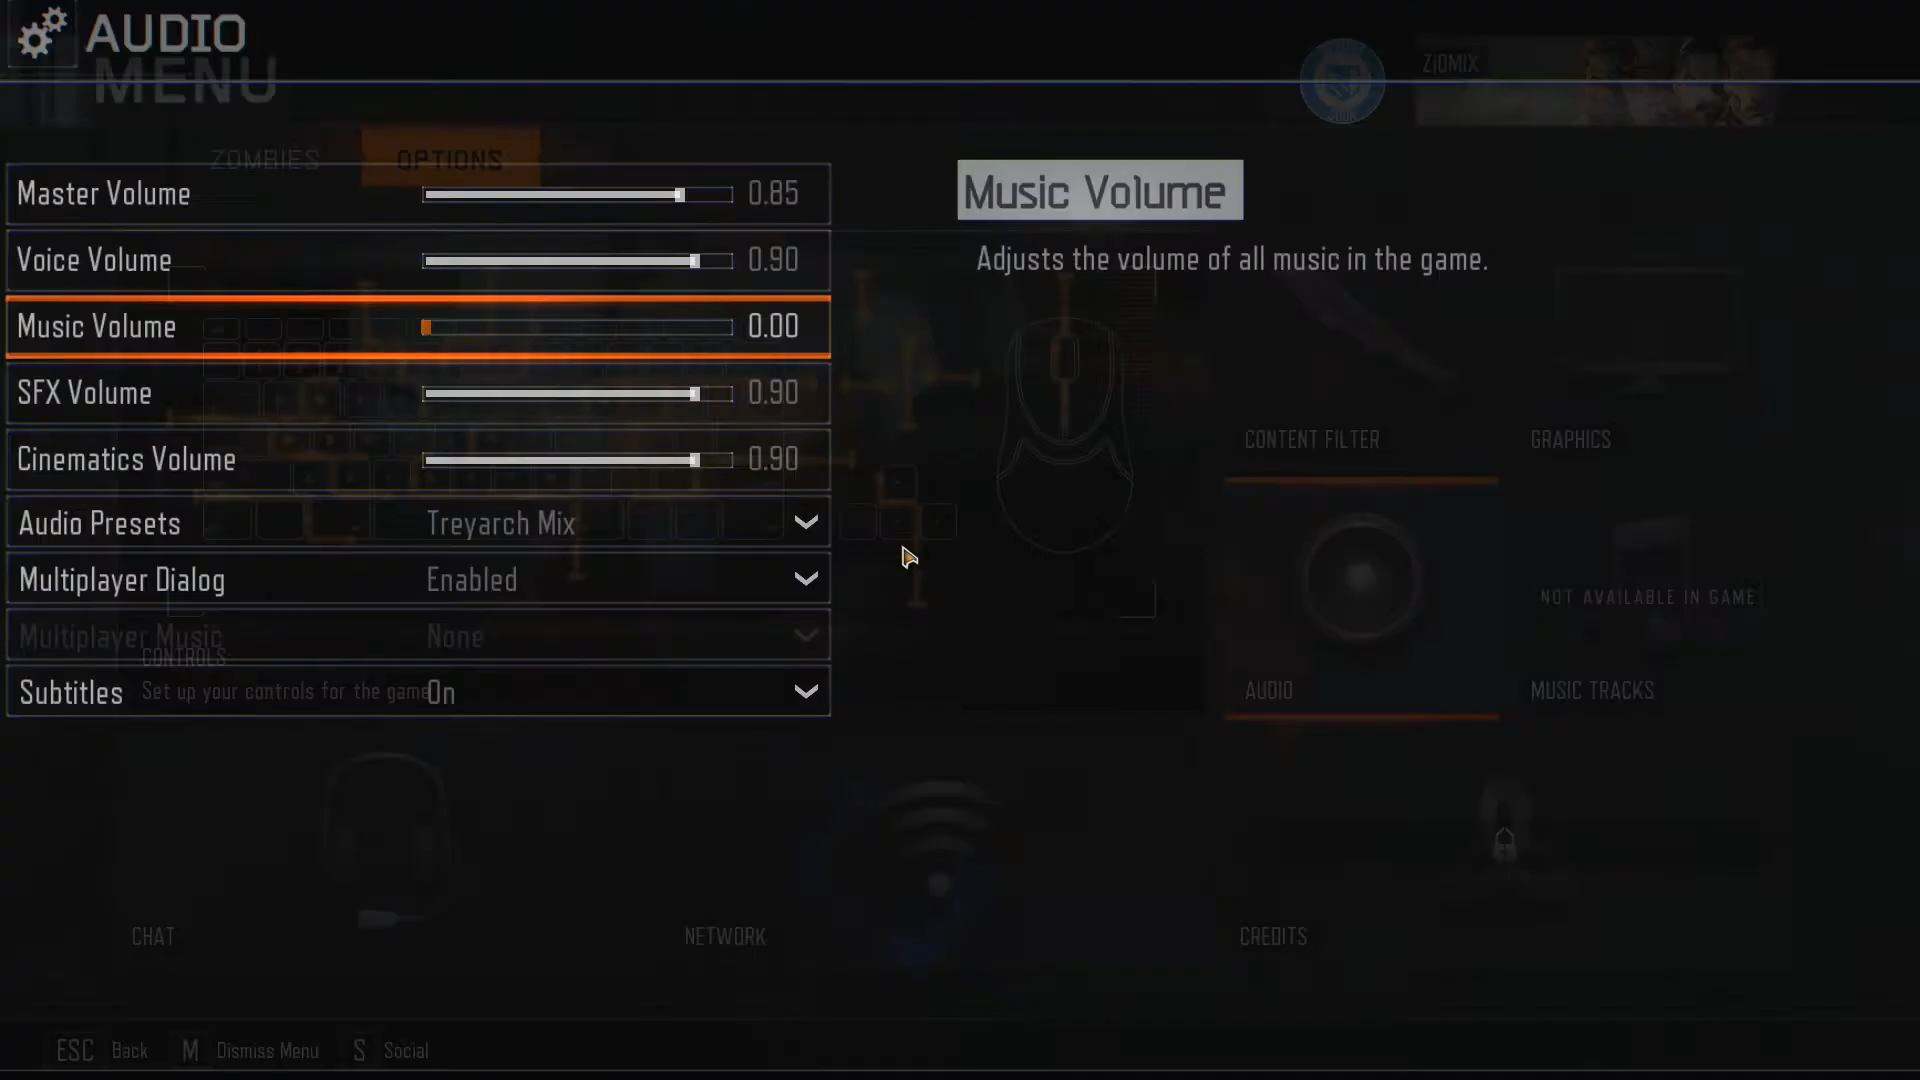 AUDIO
MENU
ZIOMIX
ZOMBIES OPTIONS
Master Volume 0.85
Music Volume
Voice Volume 0.90
Adjusts the volume of all music in the game.
Music Volume 0.00
SFX Volume 0.90
CONTENT FILTER GRAPHICS
Cinematics Volume 0.90
Audio Presets Treyarch Mix
Multiplayer Dialog Enabled
NOT AVAILABLE IN GAME
Multiplayer Music None
CONTROLS
Subtitles On
Set up your controls for the game
AUDIO MUSIC TRACKS
CHAT NETWORK CREDITS
ESC Back M Dismiss Menu S Social